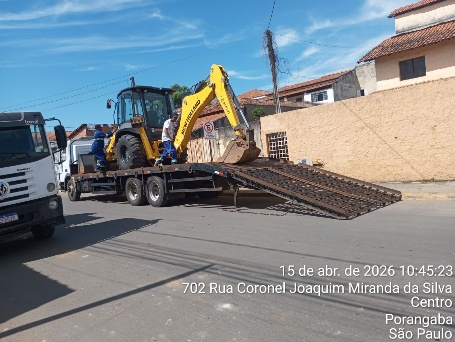 15 de abr. de 2026 10:45:23
702 Rua Coronel Joaquim Miranda da Silva
Centro
Porangaba
São Paulo